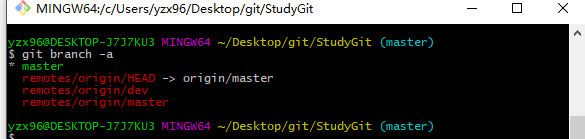 MINGW64:/c/Users/yzx96/Desktop/git/StudyGit
yzx96@DESKTOP-J7J7KU3 MINGW64 ~/Desktop/git/StudyGit (master)
$ git branch -a
* master
remotes/origin/HEAD -> origin/master
remotes/origin/dev
remotes/origin/master
yzx96@DESKTOP-J7J7KU3 MINGW64 ~/Desktop/git/StudyGit (master)
$